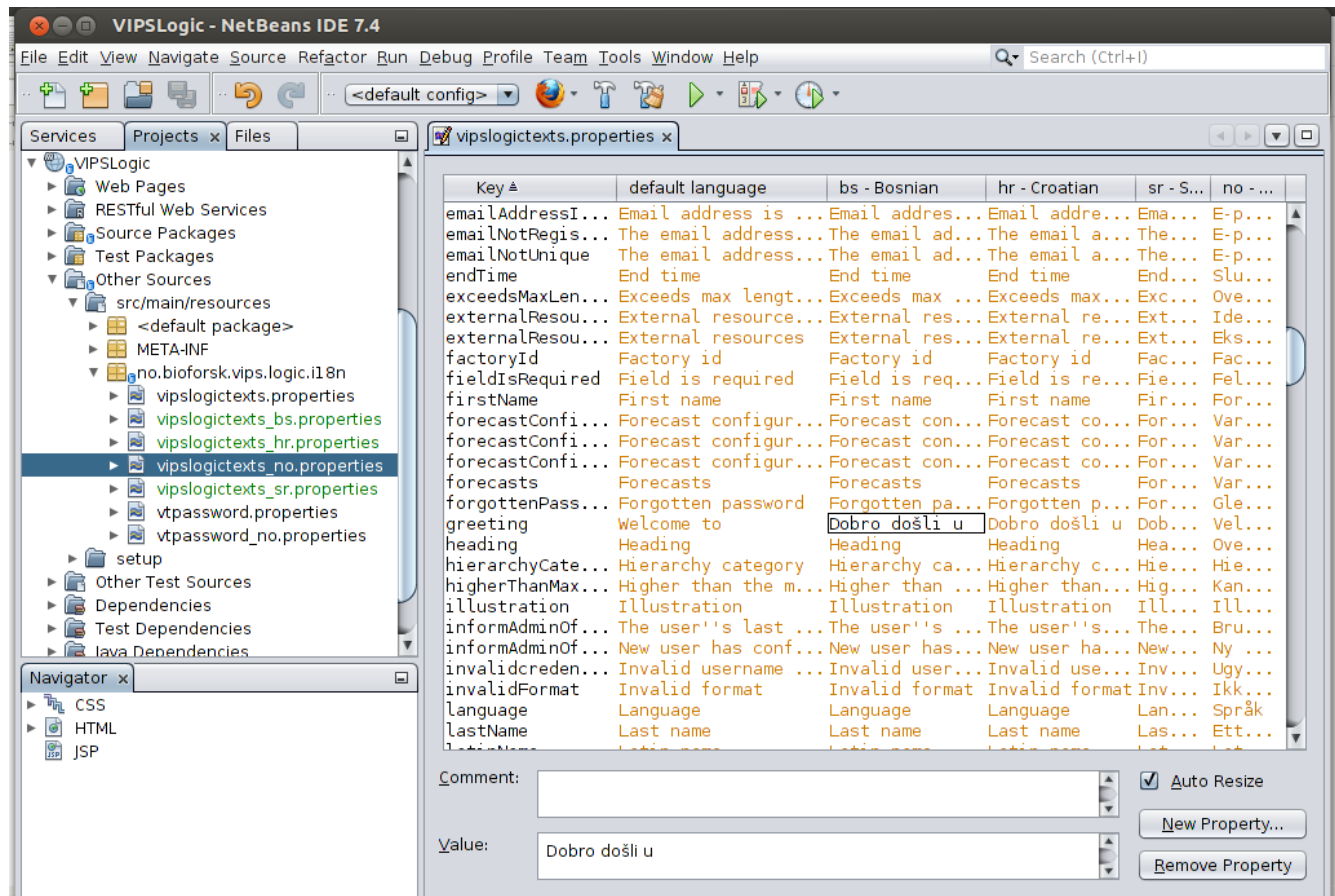 VIPSLogic - NetBeans IDE 7.4
File Edit View Navigate Source Refactor Run Debug Profile Team Tools Window Help Search (Ctrl+I)
<default config>
Services Projects Files
VIPSLogic
Web Pages
RESTful Web Services
Source Packages
Test Packages
Other Sources
src/main/resources
<default package>
META-INF
no.bioforsk.vips.logic.i18n
vipslogictexts.properties
vipslogictexts_bs.properties
vipslogictexts_hr.properties
vipslogictexts_no.properties
vipslogictexts_sr.properties
vtpassword.properties
vtpassword_no.properties
setup
Other Test Sources
Dependencies
Test Dependencies
Java Dependencies
Navigator
CSS
HTML
JSP
vipslogictexts.properties
Key default language bs - Bosnian hr - Croatian sr - S... no - ...
emailAddressI... Email address is ... Email addres... Email addre... Ema... E-p...
emailNotRegis... The email address... The email ad... The email a... The... E-p...
emailNotUnique The email address... The email ad... The email a... The... E-p...
endTime End time End time End time End... Slu...
exceedsMaxLen... Exceeds max lengt... Exceeds max ... Exceeds max... Exc... Ove...
externalResou... External resource... External res... External re... Ext... Ide...
externalResou... External resources External res... External re... Ext... Eks...
factoryId Factory id Factory id Factory id Fac... Fac...
fieldIsRequired Field is required Field is req... Field is re... Fie... Fel...
firstName First name First name First name Fir... For...
forecastConfi... Forecast configur... Forecast con... Forecast co... For... Var...
forecastConfi... Forecast configur... Forecast con... Forecast co... For... Var...
forecastConfi... Forecast configur... Forecast con... Forecast co... For... Var...
forecasts Forecasts Forecasts Forecasts For... Var...
forgottenPass... Forgotten password Forgotten pa... Forgotten p... For... Gle...
greeting Welcome to Dobro došli u Dobro došli u Dob... Vel...
heading Heading Heading Heading Hea... Ove...
hierarchyCate... Hierarchy category Hierarchy ca... Hierarchy c... Hie... Hie...
higherThanMax... Higher than the m... Higher than ... Higher than... Hig... Kan...
illustration Illustration Illustration Illustration Ill... Ill...
informAdminOf... The user''s last ... The user''s ... The user''s... The... Bru...
informAdminOf... New user has conf... New user has... New user ha... New... Ny ...
invalidcreden... Invalid username ... Invalid user... Invalid use... Inv... Ugy...
invalidFormat Invalid format Invalid format Invalid format Inv... Ikk...
language Language Language Language Lan... Språk
lastName Last name Last name Last name Las... Ett...
Comment:
Auto Resize
New Property...
Value: Dobro došli u
Remove Property